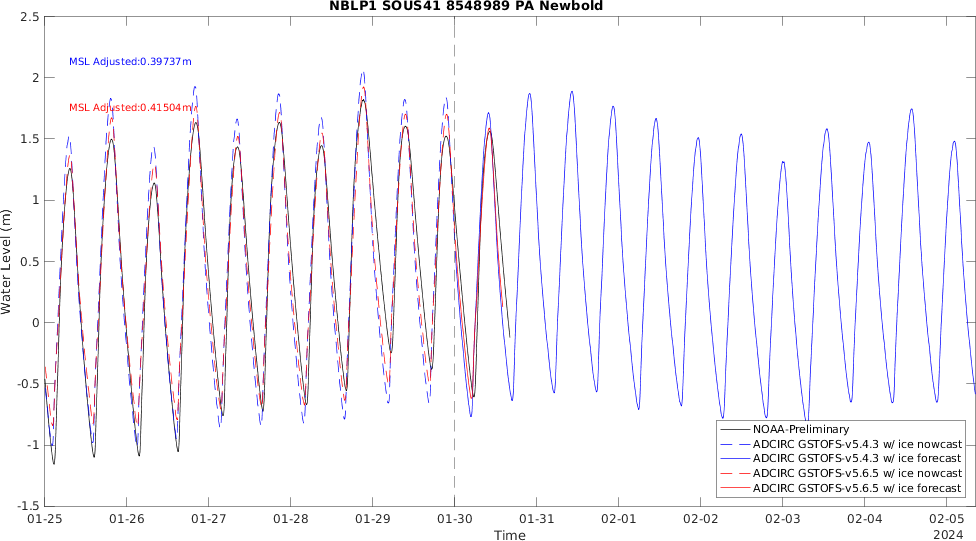 NBLP1 SOUS41 8548989 PA Newbold
2.5
2
1.5
1
0.5
0
-0.5
-1
-1.5
Water Level (m)
MSL Adjusted:0.39737m
MSL Adjusted:0.41504m
NOAA-Preliminary
ADCIRC GSTOFS-v5.4.3 w/ ice nowcast
ADCIRC GSTOFS-v5.4.3 w/ ice forecast
ADCIRC GSTOFS-v5.6.5 w/ ice nowcast
ADCIRC GSTOFS-v5.6.5 w/ ice forecast
01-25 01-26 01-27 01-28 01-29 01-30 01-31 02-01 02-02 02-03 02-04 02-05
Time
2024